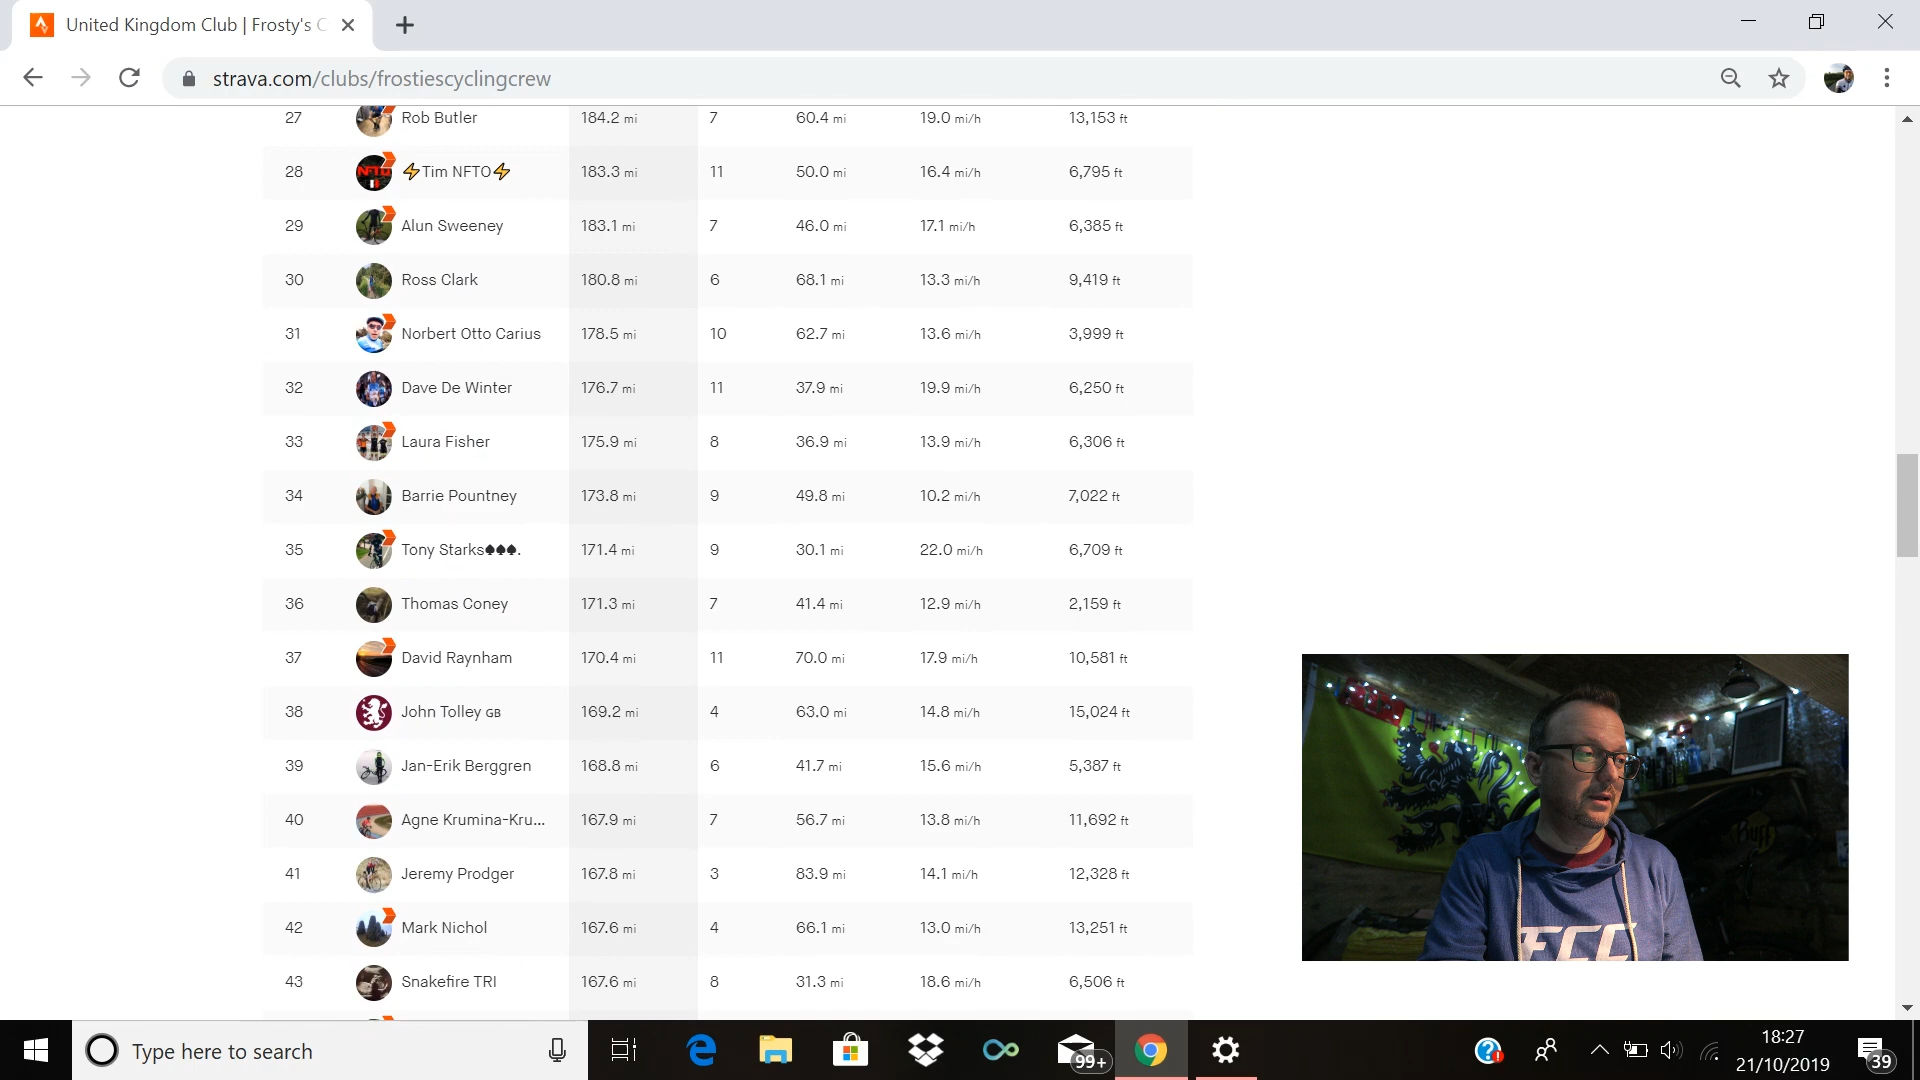 United Kingdom Club | Frosty's C
strava.com/clubs/frostiescyclingcrew
27 Rob Butler 184.2 mi 7 60.4 mi 19.0 mi/h 13,153 ft
28 ⚡Tim NFTO⚡ 183.3 mi 11 50.0 mi 16.4 mi/h 6,795 ft
29 Alun Sweeney 183.1 mi 7 46.0 mi 17.1 mi/h 6,385 ft
30 Ross Clark 180.8 mi 6 68.1 mi 13.3 mi/h 9,419 ft
31 Norbert Otto Carius 178.5 mi 10 62.7 mi 13.6 mi/h 3,999 ft
32 Dave De Winter 176.7 mi 11 37.9 mi 19.9 mi/h 6,250 ft
33 Laura Fisher 175.9 mi 8 36.9 mi 13.9 mi/h 6,306 ft
34 Barrie Pountney 173.8 mi 9 49.8 mi 10.2 mi/h 7,022 ft
35 Tony Starks♠♠♠. 171.4 mi 9 30.1 mi 22.0 mi/h 6,709 ft
36 Thomas Coney 171.3 mi 7 41.4 mi 12.9 mi/h 2,159 ft
37 David Raynham 170.4 mi 11 70.0 mi 17.9 mi/h 10,581 ft
38 John Tolley GB 169.2 mi 4 63.0 mi 14.8 mi/h 15,024 ft
39 Jan-Erik Berggren 168.8 mi 6 41.7 mi 15.6 mi/h 5,387 ft
40 Agne Krumina-Kru... 167.9 mi 7 56.7 mi 13.8 mi/h 11,692 ft
41 Jeremy Prodger 167.8 mi 3 83.9 mi 14.1 mi/h 12,328 ft
42 Mark Nichol 167.6 mi 4 66.1 mi 13.0 mi/h 13,251 ft
43 Snakefire TRI 167.6 mi 8 31.3 mi 18.6 mi/h 6,506 ft
NFTO
FCC
Type here to search
99+
18:27
21/10/2019
39